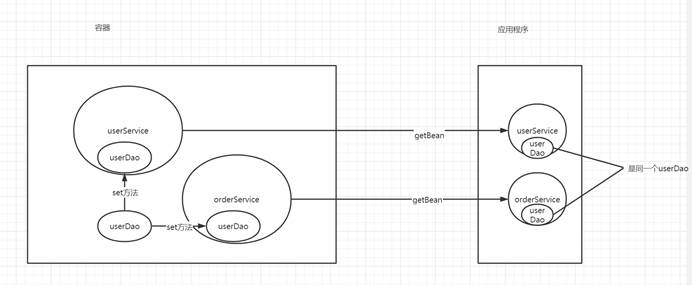 容器
应用程序
userService
userDao
set方法
userDao
set方法
orderService
userDao
getBean
getBean
userService
user
Dao
orderService
user
Dao
是同一个userDao